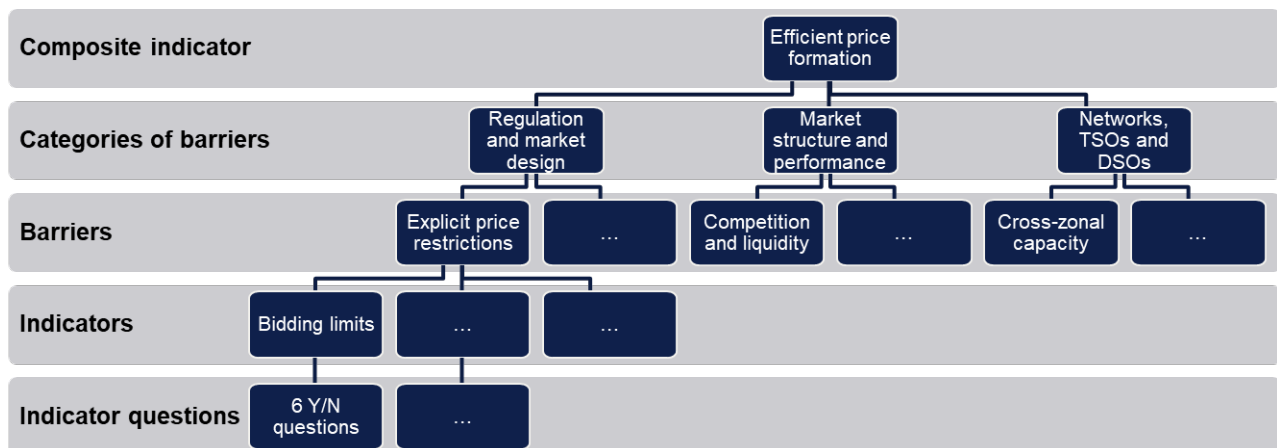 Composite indicator
Efficient price
formation
Categories of barriers
Regulation
and market
design
Market
structure and
performance
Networks,
TSOs and
DSOs
Barriers
Explicit price
restrictions
...
Competition
and liquidity
...
Cross-zonal
capacity
...
Indicators
Bidding limits
...
...
Indicator questions
6 Y/N
questions
...